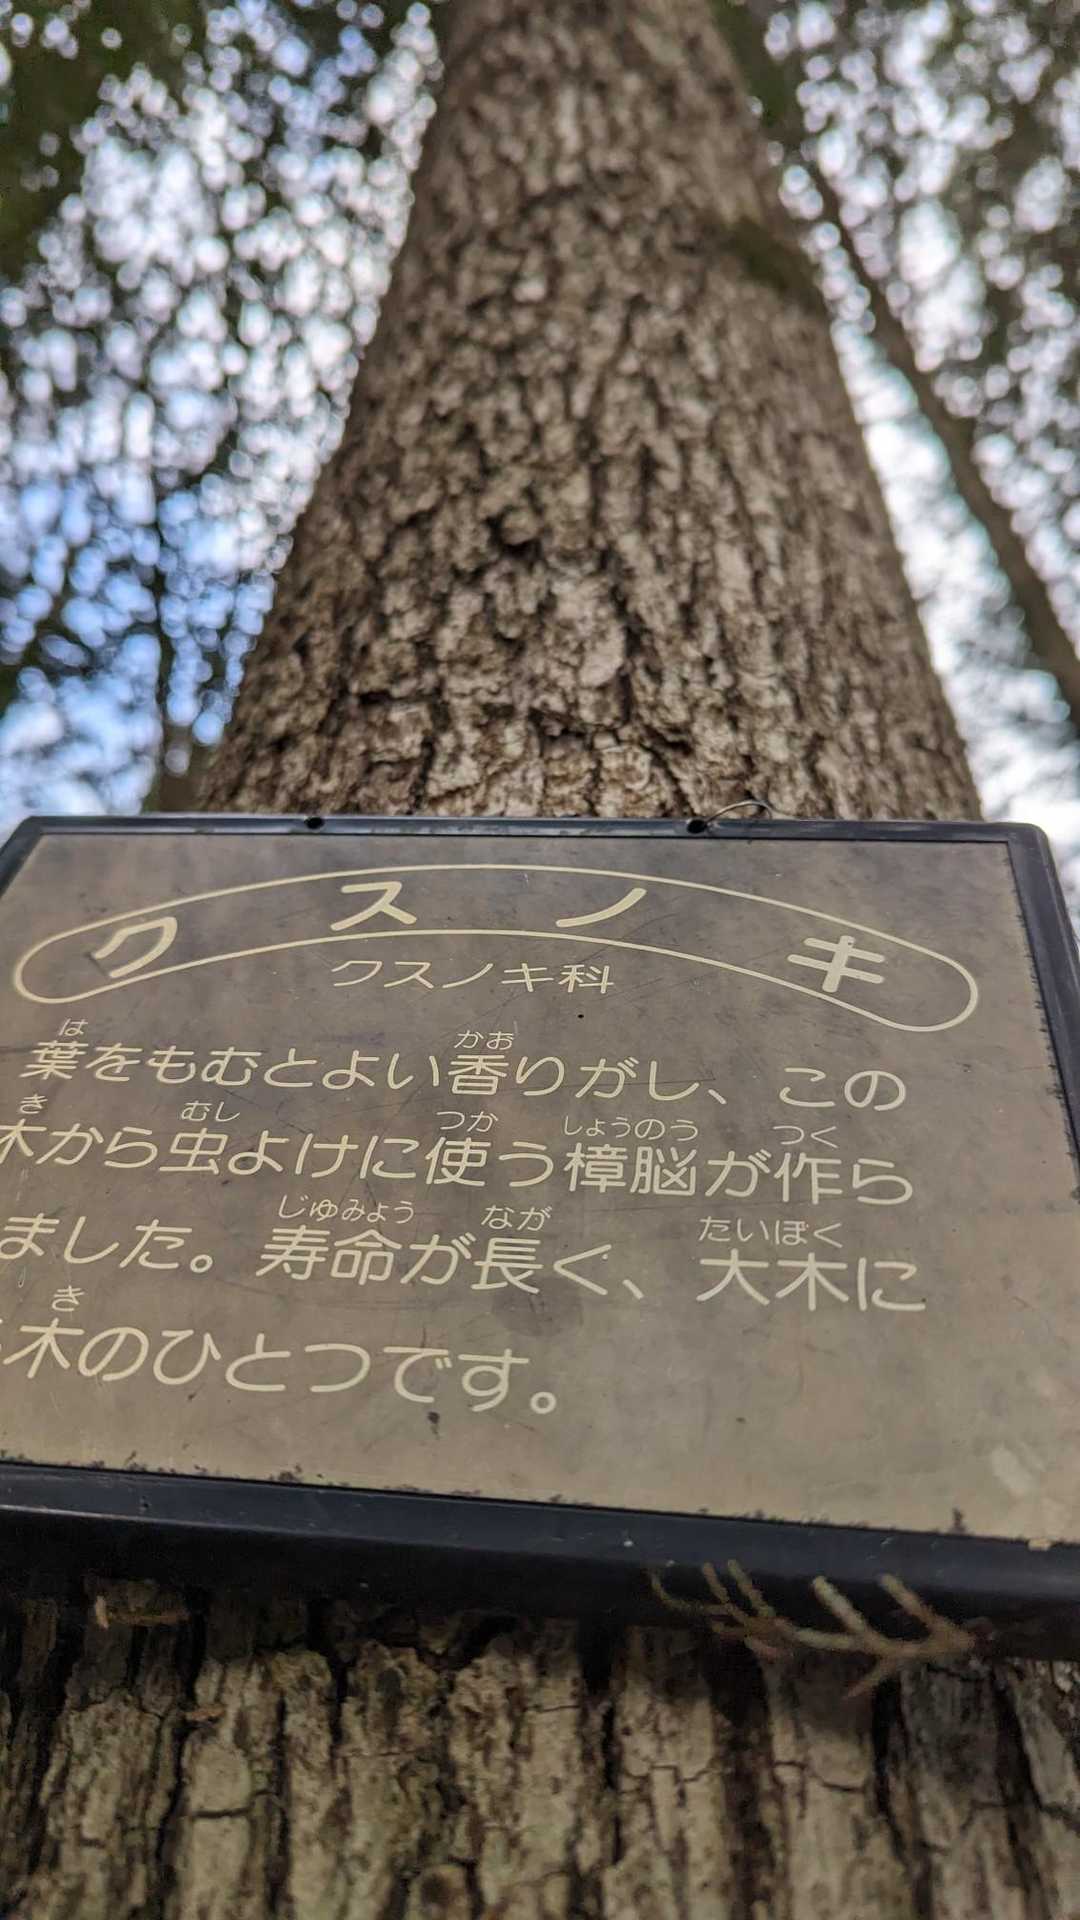 クスノキ
クスノキ科
葉をもむとよい香りがし、この
木から虫よけに使う樟脳が作ら
ました。寿命が長く、大木に
木のひとつです。
は
かお
き
むし
つか
しょうのう
つく
じゅみょう
なが
たいぼく
き